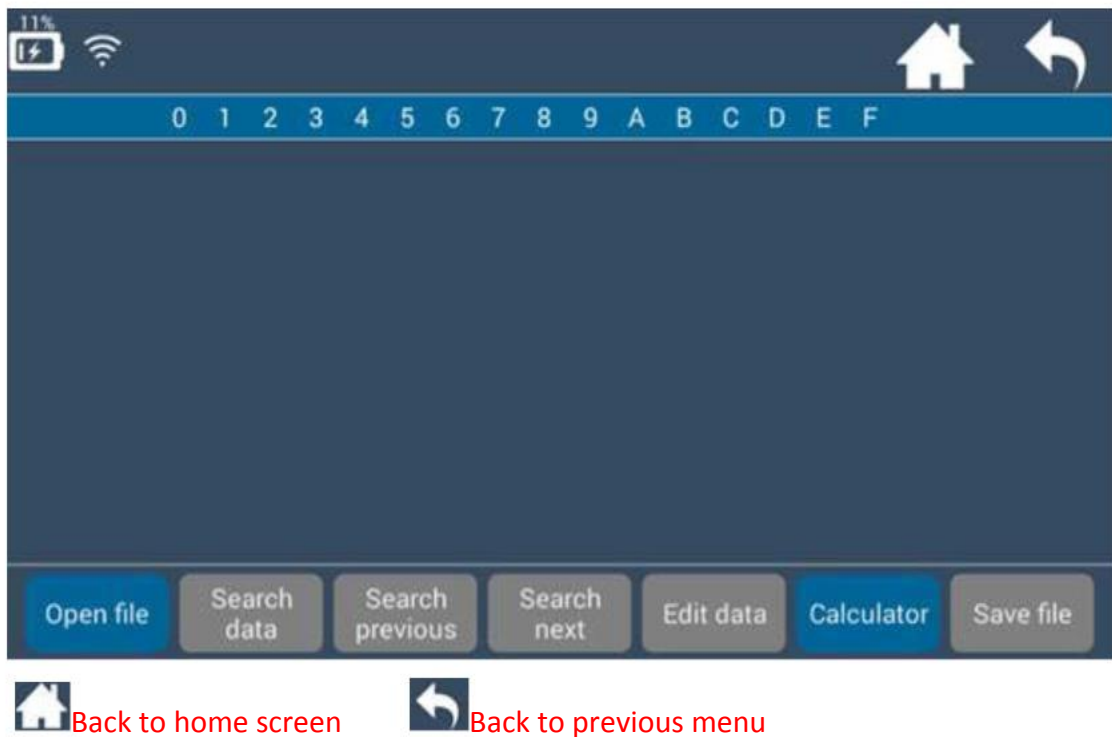 11%
0 1 2 3 4 5 6 7 8 9 A B C D E F
Open file
Search
data
Search
previous
Search
next
Edit data
Calculator
Save file
Back to home screen
Back to previous menu